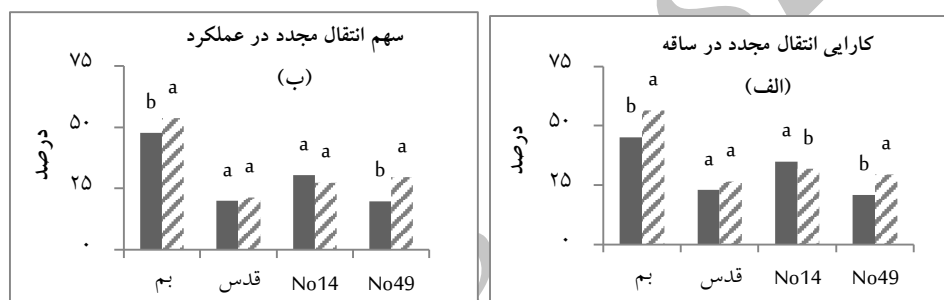 کارایی انتقال مجدد در ساقه
(الف)
درصد
۷۵
۵۰
۲۵
۰
b a
a a
a b
b a
بم قدس No14 No49
سهم انتقال مجدد در عملکرد
(ب)
درصد
۷۵
۵۰
۲۵
۰
b a
a a
a a
b a
بم قدس No14 No49